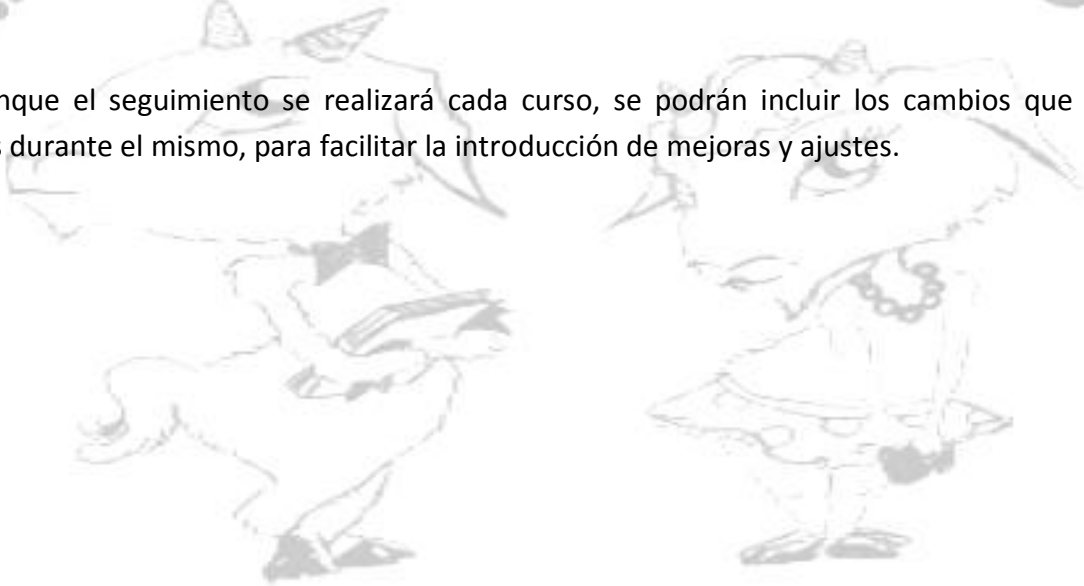 nque el seguimiento se realizará cada curso, se podrán incluir los cambios que
s durante el mismo, para facilitar la introducción de mejoras y ajustes.